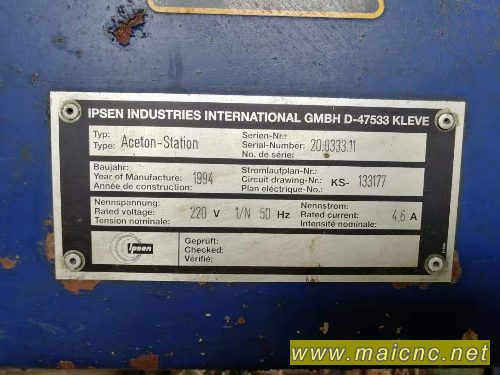 IPSEN INDUSTRIES INTERNATIONAL GMBH D-47533 KLEVE
Typ:
Type: Aceton-Station
Typ:
Serien-Nr.:
Serial-Number: 20.0333.11
No. de série:
Baujahr:
Year of Manufacture: 1994
Année de construction:
Stromlaufplan-Nr.:
Circuit drawing-Nr.: KS- 133177
Plan électrique-No.:
Nennspannung:
Rated voltage: 220 V 1/N 50 Hz
Tension nominale:
Nennstrom:
Rated current: 4,6 A
Intensité nominale:
Ipsen
Geprüft:
Checked:
Vérifié:
www.maicnc.net